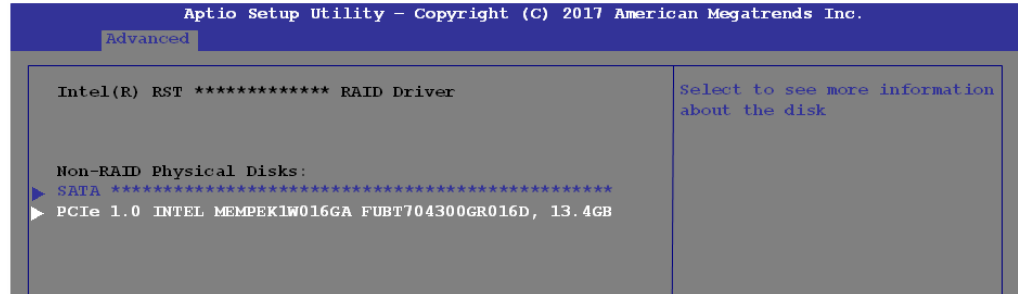 Aptio Setup Utility – Copyright (C) 2017 American Megatrends Inc.
Advanced
Intel(R) RST ************* RAID Driver
Select to see more information
about the disk
Non-RAID Physical Disks:
SATA ************************************************
PCIe 1.0 INTEL MEMPEK1W016GA FUBT704300GR016D, 13.4GB